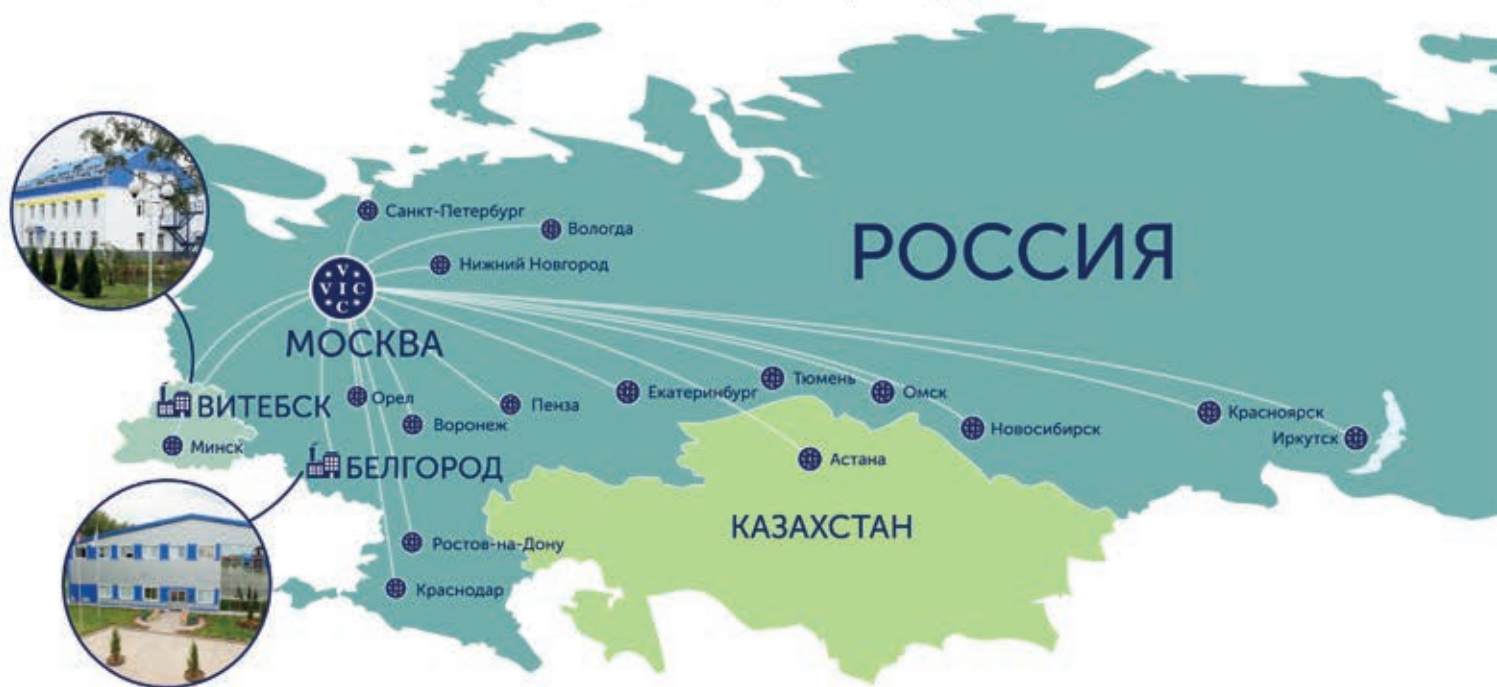 Санкт-Петербург
Вологда
Нижний Новгород
РОССИЯ
V
VIC
C
МОСКВА
Екатеринбург
Тюмень
Омск
Красноярск
Орел
Пенза
ВИТЕБСК
Воронеж
Новосибирск
Иркутск
Минск
БЕЛГОРОД
Астана
КАЗАХСТАН
Ростов-на-Дону
Краснодар